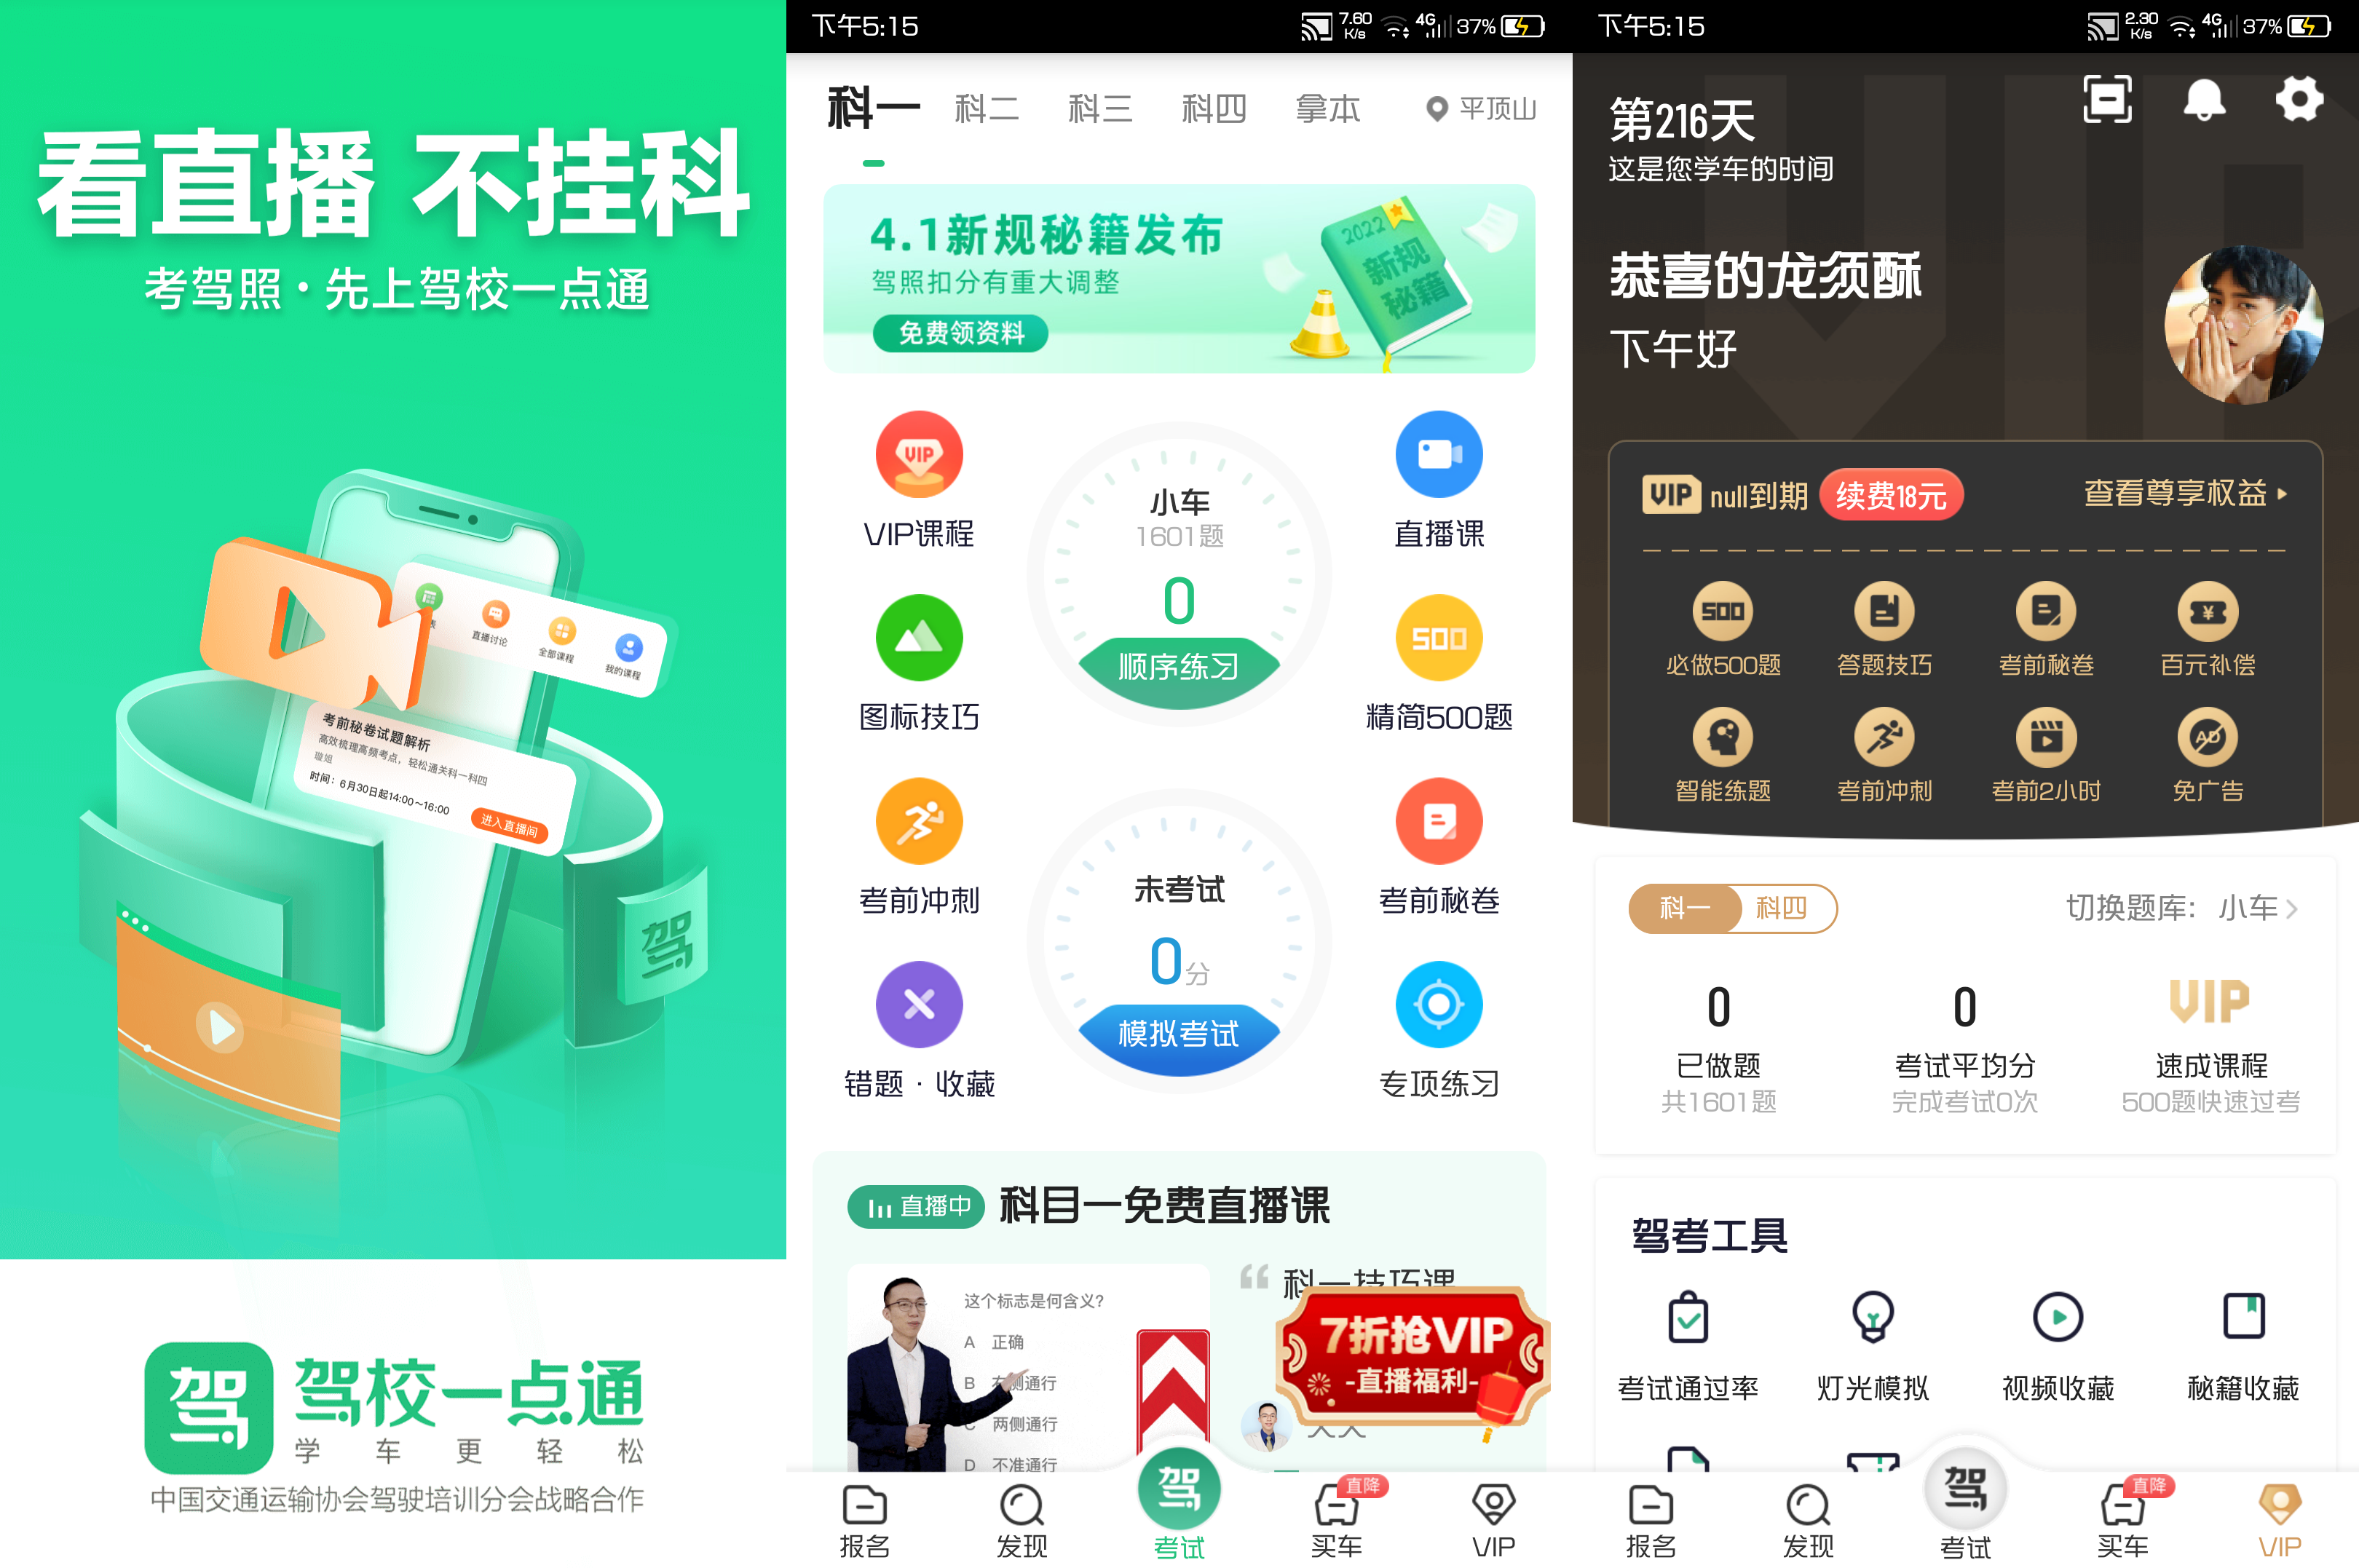 看直播 不挂科
考驾照·先上驾校一点通
直播讨论
全部课程
我的课程
考前秘卷试题解析
高效梳理高频考点，轻松通关科一科四
璇姐
时间：6月30日起14:00~16:00
进入直播间
驾
驾
驾校一点通
学车更轻松
中国交通运输协会驾驶培训分会战略合作
下午5:15
7.60 K/s
4G
37%
科一
科二
科三
科四
拿本
平顶山
4.1新规秘籍发布
驾照扣分有重大调整
免费领资料
2022
新规
秘籍
VIP
VIP课程
小车
1601题
0
顺序练习
直播课
图标技巧
500
精简500题
考前冲刺
未考试
0分
模拟考试
考前秘卷
错题·收藏
专项练习
直播中
科目一免费直播课
这个标志是何含义?
A 正确
B 右侧通行
C 两侧通行
D 不准通行
科一技巧课
7折抢VIP
-直播福利-
报名
发现
驾
考试
直降
买车
VIP
下午5:15
2.30 K/s
4G
37%
第216天
这是您学车的时间
恭喜的龙须酥
下午好
VIP null到期
续费18元
查看尊享权益
500
必做500题
答题技巧
考前秘卷
百元补偿
智能练题
考前冲刺
考前2小时
AD
免广告
科一
科四
切换题库： 小车
0
已做题
共1601题
0
考试平均分
完成考试0次
VIP
速成课程
500题快速过考
驾考工具
考试通过率
灯光模拟
视频收藏
秘籍收藏
报名
发现
驾
考试
直降
买车
VIP